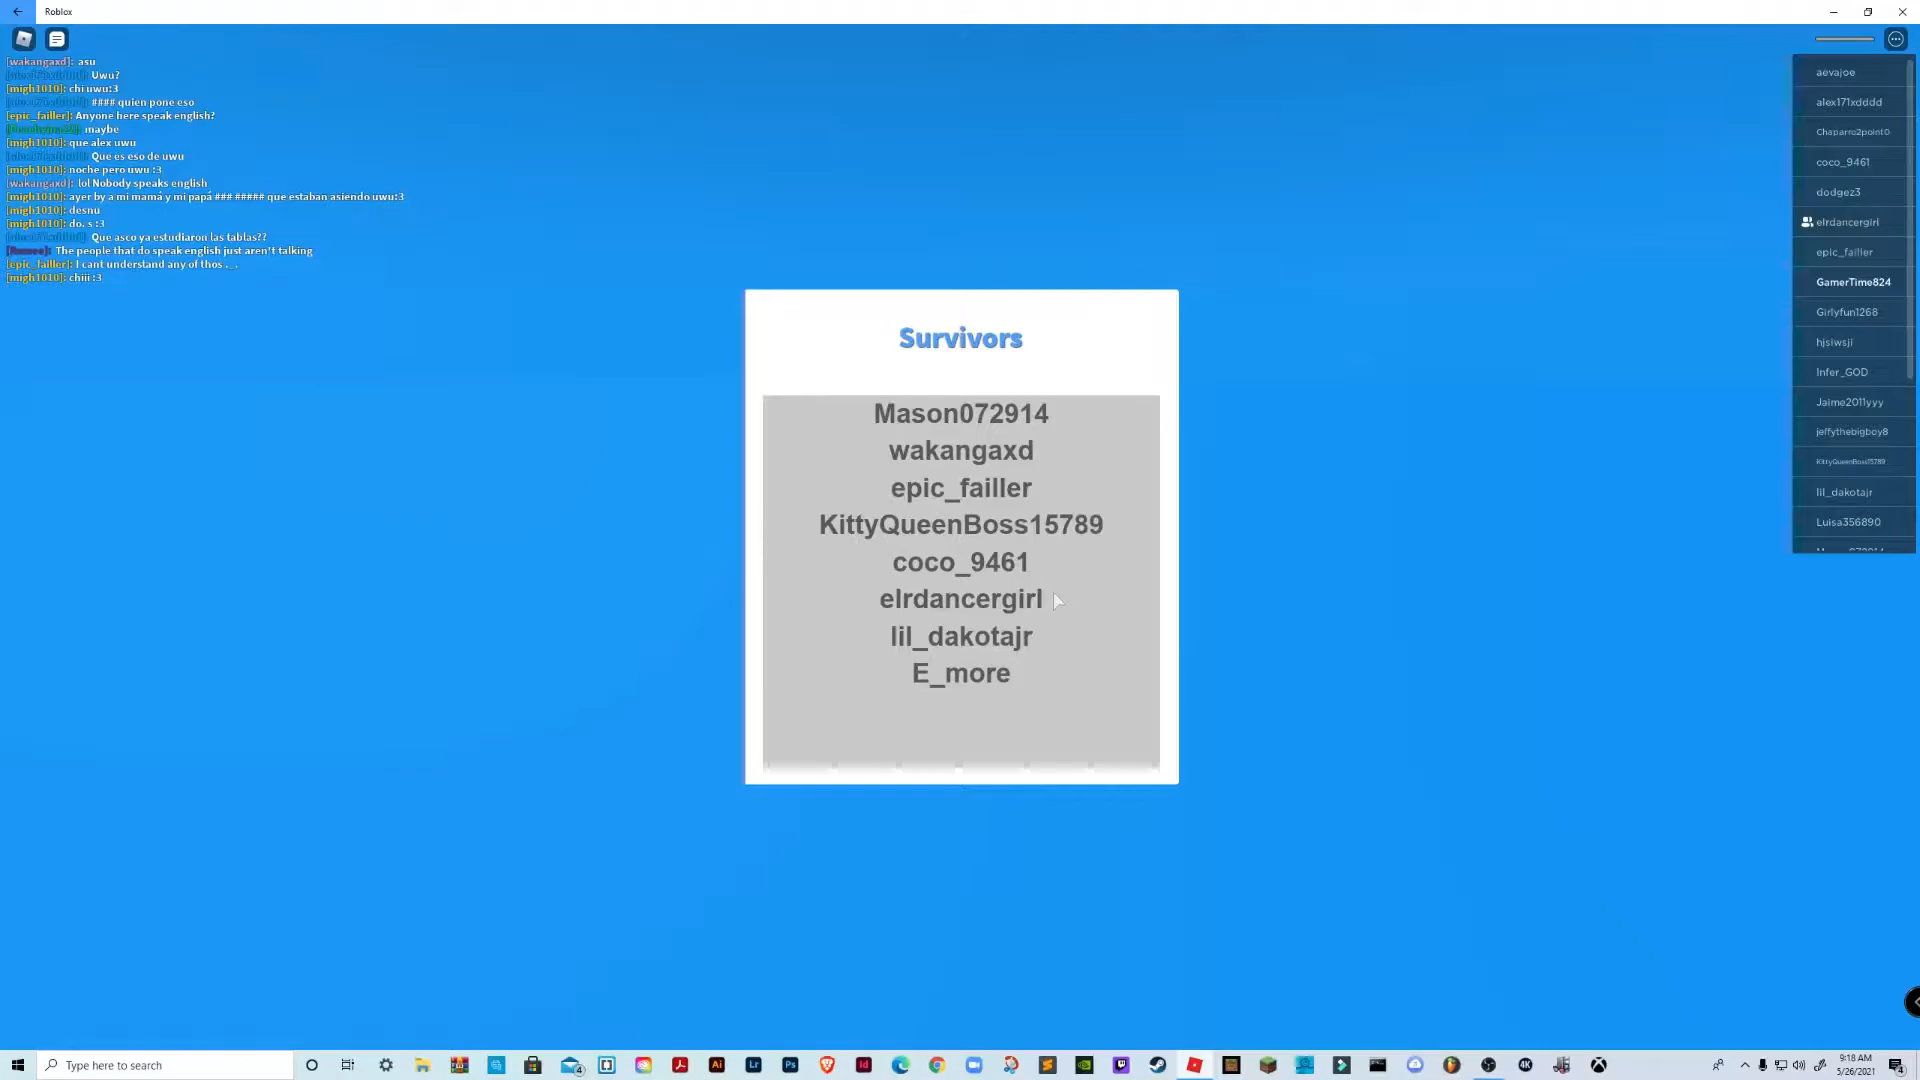 Roblox
[wakangaxd]: asu
Uwu?
[migh1010]: chi uwu:3
#### quien pone eso
[epic_failler]: Anyone here speak english?
maybe
[migh1010]: que alex uwu
Que es eso de uwu
[migh1010]: noche pero uwu :3
[wakangaxd]: lol Nobody speaks english
[migh1010]: ayer by a mi mamá y mi papá ### ##### que estaban asiendo uwu:3
[migh1010]: desnu
[migh1010]: do. s :3
Que asco ya estudiaron las tablas??
The people that do speak english just aren't talking
[epic_failler]: I cant understand any of thos ._.
[migh1010]: chiii :3
Survivors
Mason072914
wakangaxd
epic_failler
KittyQueenBoss15789
coco_9461
elrdancergirl
lil_dakotajr
E_more
aevajoe
alex171xdddd
Chaparro2point0
coco_9461
dodgez3
elrdancergirl
epic_failler
GamerTime824
Girlyfun1268
hjsiwsji
Infer_GOD
Jaime2011yyy
jeffythebigboy8
KittyQueenBoss15789
lil_dakotajr
Luisa356890
Type here to search
9:18 AM
5/26/2021